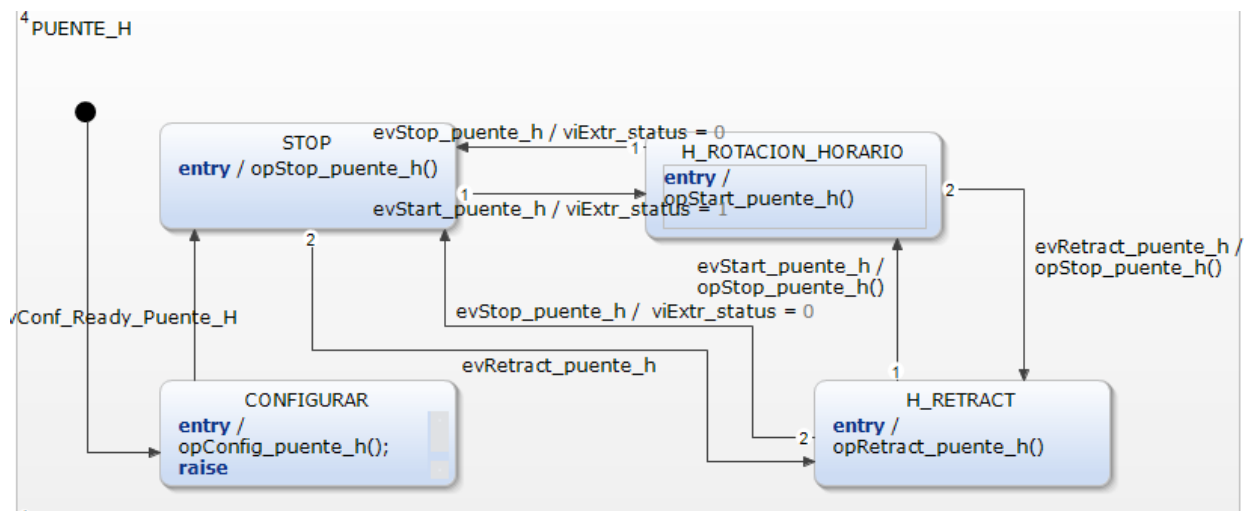 4
PUENTE_H
STOP
entry / opStop_puente_h()
evStop_puente_h / viExtr_status = 0
1
H_ROTACION_HORARIO
entry /
opStart_puente_h()
1
evStart_puente_h / viExtr_status = 1
2
2
evRetract_puente_h /
opStop_puente_h()
evStart_puente_h /
opStop_puente_h()
vConf_Ready_Puente_H
evStop_puente_h / viExtr_status = 0
evRetract_puente_h
1
CONFIGURAR
entry /
opConfig_puente_h();
raise
H_RETRACT
entry /
opRetract_puente_h()
2